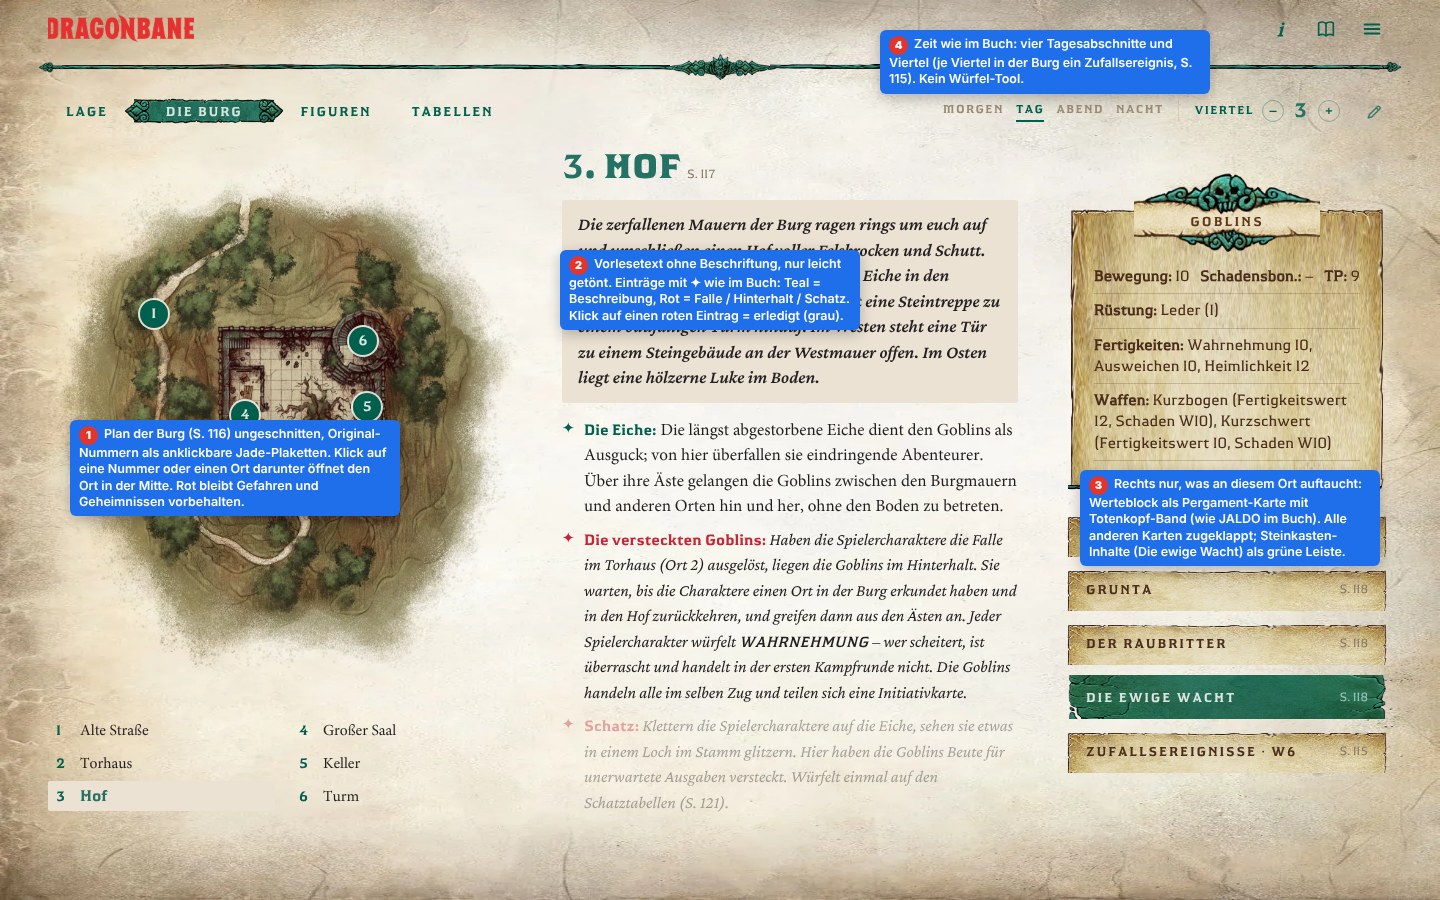 DRAGONBANE
4 Zeit wie im Buch: vier Tagesabschnitte und
Viertel (je Viertel in der Burg ein Zufallsereignis, S.
115). Kein Würfel-Tool.
LAGE
DIE BURG
FIGUREN
TABELLEN
MORGEN TAG ABEND NACHT
VIERTEL − 3 +
3. HOF S. 117
Die zerfallenen Mauern der Burg ragen rings um euch auf
und umschließen einen Hof voller Felsbrocken und Schutt.
Eiche in den
eine Steintreppe zu
Westen steht eine Tür
zu einem Steingebäude an der Westmauer offen. Im Osten
liegt eine hölzerne Luke im Boden.
2 Vorlesetext ohne Beschriftung, nur leicht
getönt. Einträge mit ✦ wie im Buch: Teal =
Beschreibung, Rot = Falle / Hinterhalt / Schatz.
Klick auf einen roten Eintrag = erledigt (grau).
✦ Die Eiche: Die längst abgestorbene Eiche dient den Goblins als
Ausguck; von hier überfallen sie eindringende Abenteurer.
Über ihre Äste gelangen die Goblins zwischen den Burgmauern
und anderen Orten hin und her, ohne den Boden zu betreten.
✦ Die versteckten Goblins: Haben die Spielercharaktere die Falle
im Torhaus (Ort 2) ausgelöst, liegen die Goblins im Hinterhalt. Sie
warten, bis die Charaktere einen Ort in der Burg erkundet haben und
in den Hof zurückkehren, und greifen dann aus den Ästen an. Jeder
Spielercharakter würfelt WAHRNEHMUNG – wer scheitert, ist
überrascht und handelt in der ersten Kampfrunde nicht. Die Goblins
handeln alle im selben Zug und teilen sich eine Initiativkarte.
✦ Schatz: Klettern die Spielercharaktere auf die Eiche, sehen sie etwas
in einem Loch im Stamm glitzern. Hier haben die Goblins Beute für
unerwartete Ausgaben versteckt. Würfelt einmal auf den
Schatztabellen (S. 121).
1
6
4
5
1 Plan der Burg (S. 116) ungeschnitten, Original-
Nummern als anklickbare Jade-Plaketten. Klick auf
eine Nummer oder einen Ort darunter öffnet den
Ort in der Mitte. Rot bleibt Gefahren und
Geheimnissen vorbehalten.
1 Alte Straße
2 Torhaus
3 Hof
4 Großer Saal
5 Keller
6 Turm
GOBLINS
Bewegung: 10 Schadensbon.: – TP: 9
Rüstung: Leder (1)
Fertigkeiten: Wahrnehmung 10,
Ausweichen 10, Heimlichkeit 12
Waffen: Kurzbogen (Fertigkeitswert
12, Schaden W10), Kurzschwert
(Fertigkeitswert 10, Schaden W10)
3 Rechts nur, was an diesem Ort auftaucht:
Werteblock als Pergament-Karte mit
Totenkopf-Band (wie JALDO im Buch). Alle
anderen Karten zugeklappt; Steinkasten-
Inhalte (Die ewige Wacht) als grüne Leiste.
GRUNTA S. 118
DER RAUBRITTER S. 118
DIE EWIGE WACHT S. 118
ZUFALLSEREIGNISSE · W6 S. 115